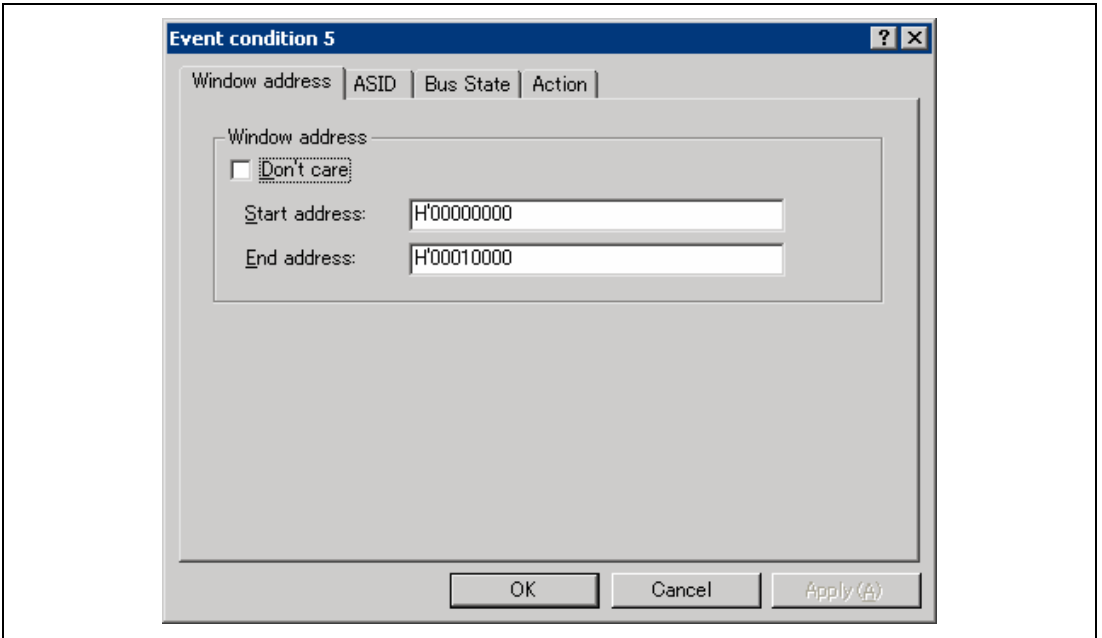 Event condition 5
Window address ASID Bus State Action
Window address
Don't care
Start address: H'00000000
End address: H'00010000
OK Cancel Apply(A)